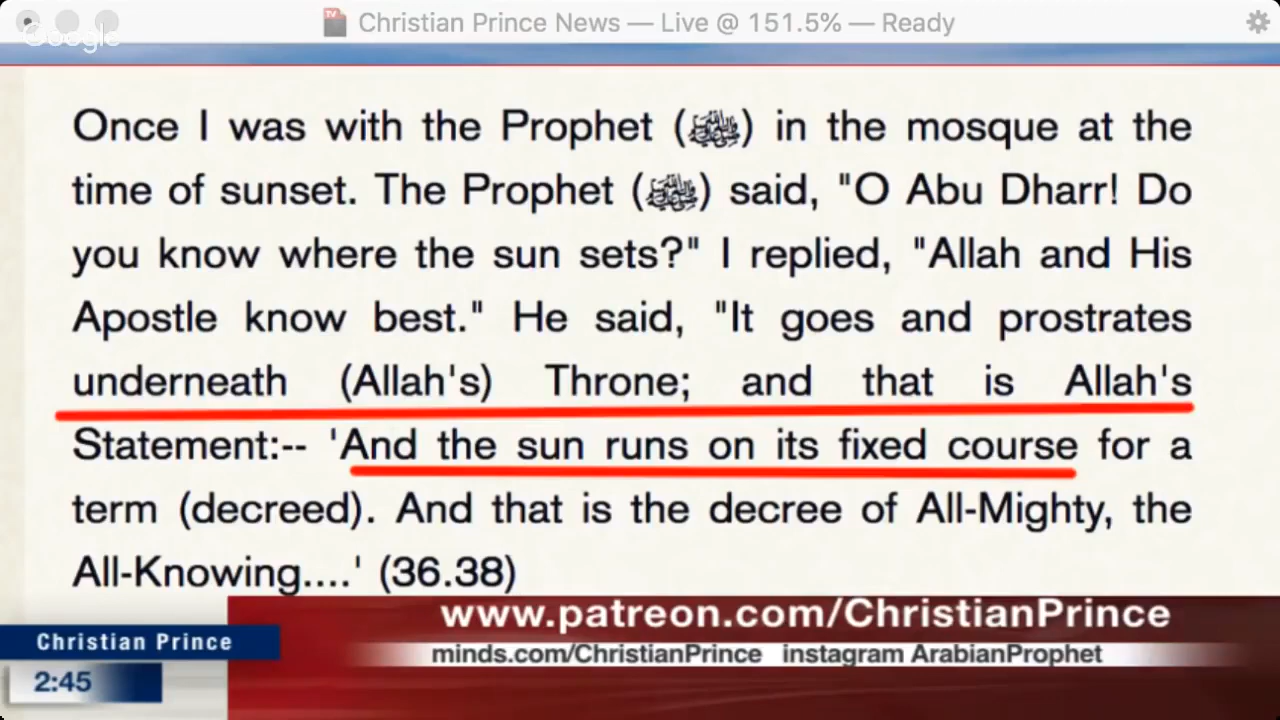 TV
Christian Prince News — Live @ 151.5% — Ready
Google
Once I was with the Prophet (ﷺ) in the mosque at the
time of sunset. The Prophet (ﷺ) said, "O Abu Dharr! Do
you know where the sun sets?" I replied, "Allah and His
Apostle know best." He said, "It goes and prostrates
underneath (Allah's) Throne; and that is Allah's
Statement:-- 'And the sun runs on its fixed course for a
term (decreed). And that is the decree of All-Mighty, the
All-Knowing....' (36.38)
www.patreon.com/ChristianPrince
Christian Prince
minds.com/ChristianPrince instagram ArabianProphet
2:45